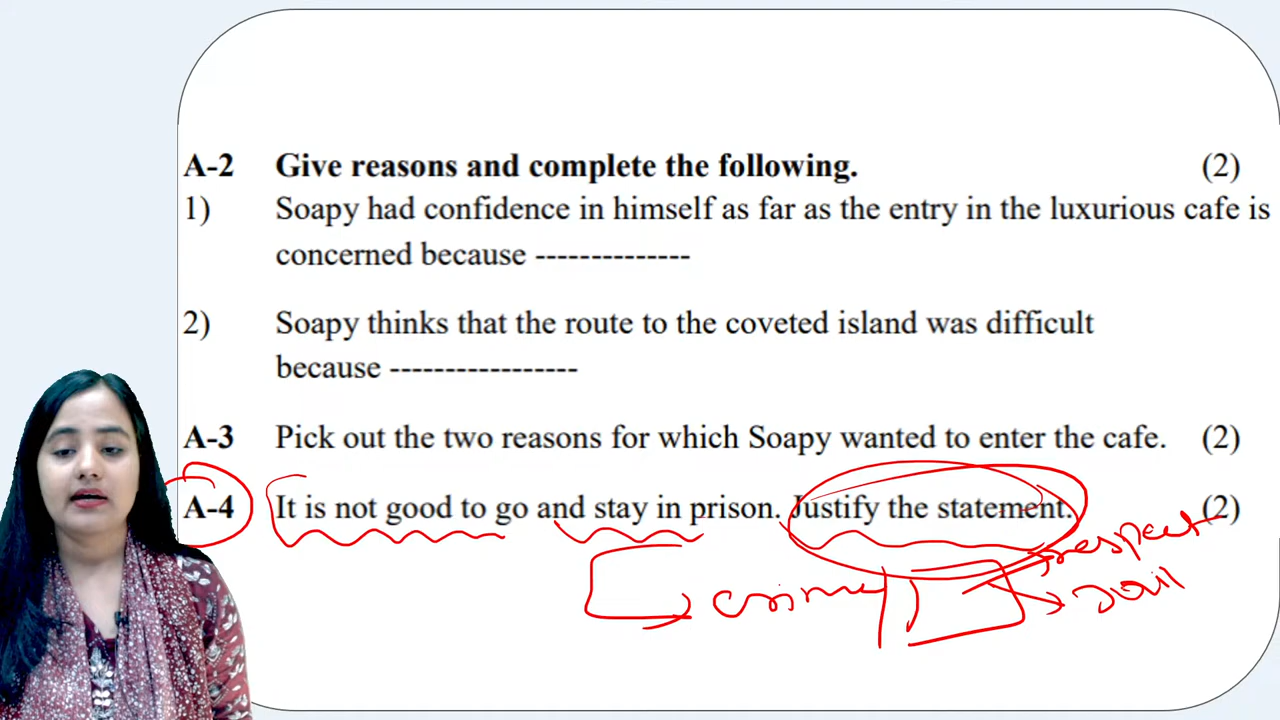 A-2 Give reasons and complete the following. (2)
1) Soapy had confidence in himself as far as the entry in the luxurious cafe is
concerned because --------------
2) Soapy thinks that the route to the coveted island was difficult
because -----------------
A-3 Pick out the two reasons for which Soapy wanted to enter the cafe. (2)
A-4 It is not good to go and stay in prison. Justify the statement. (2)
respect
crime